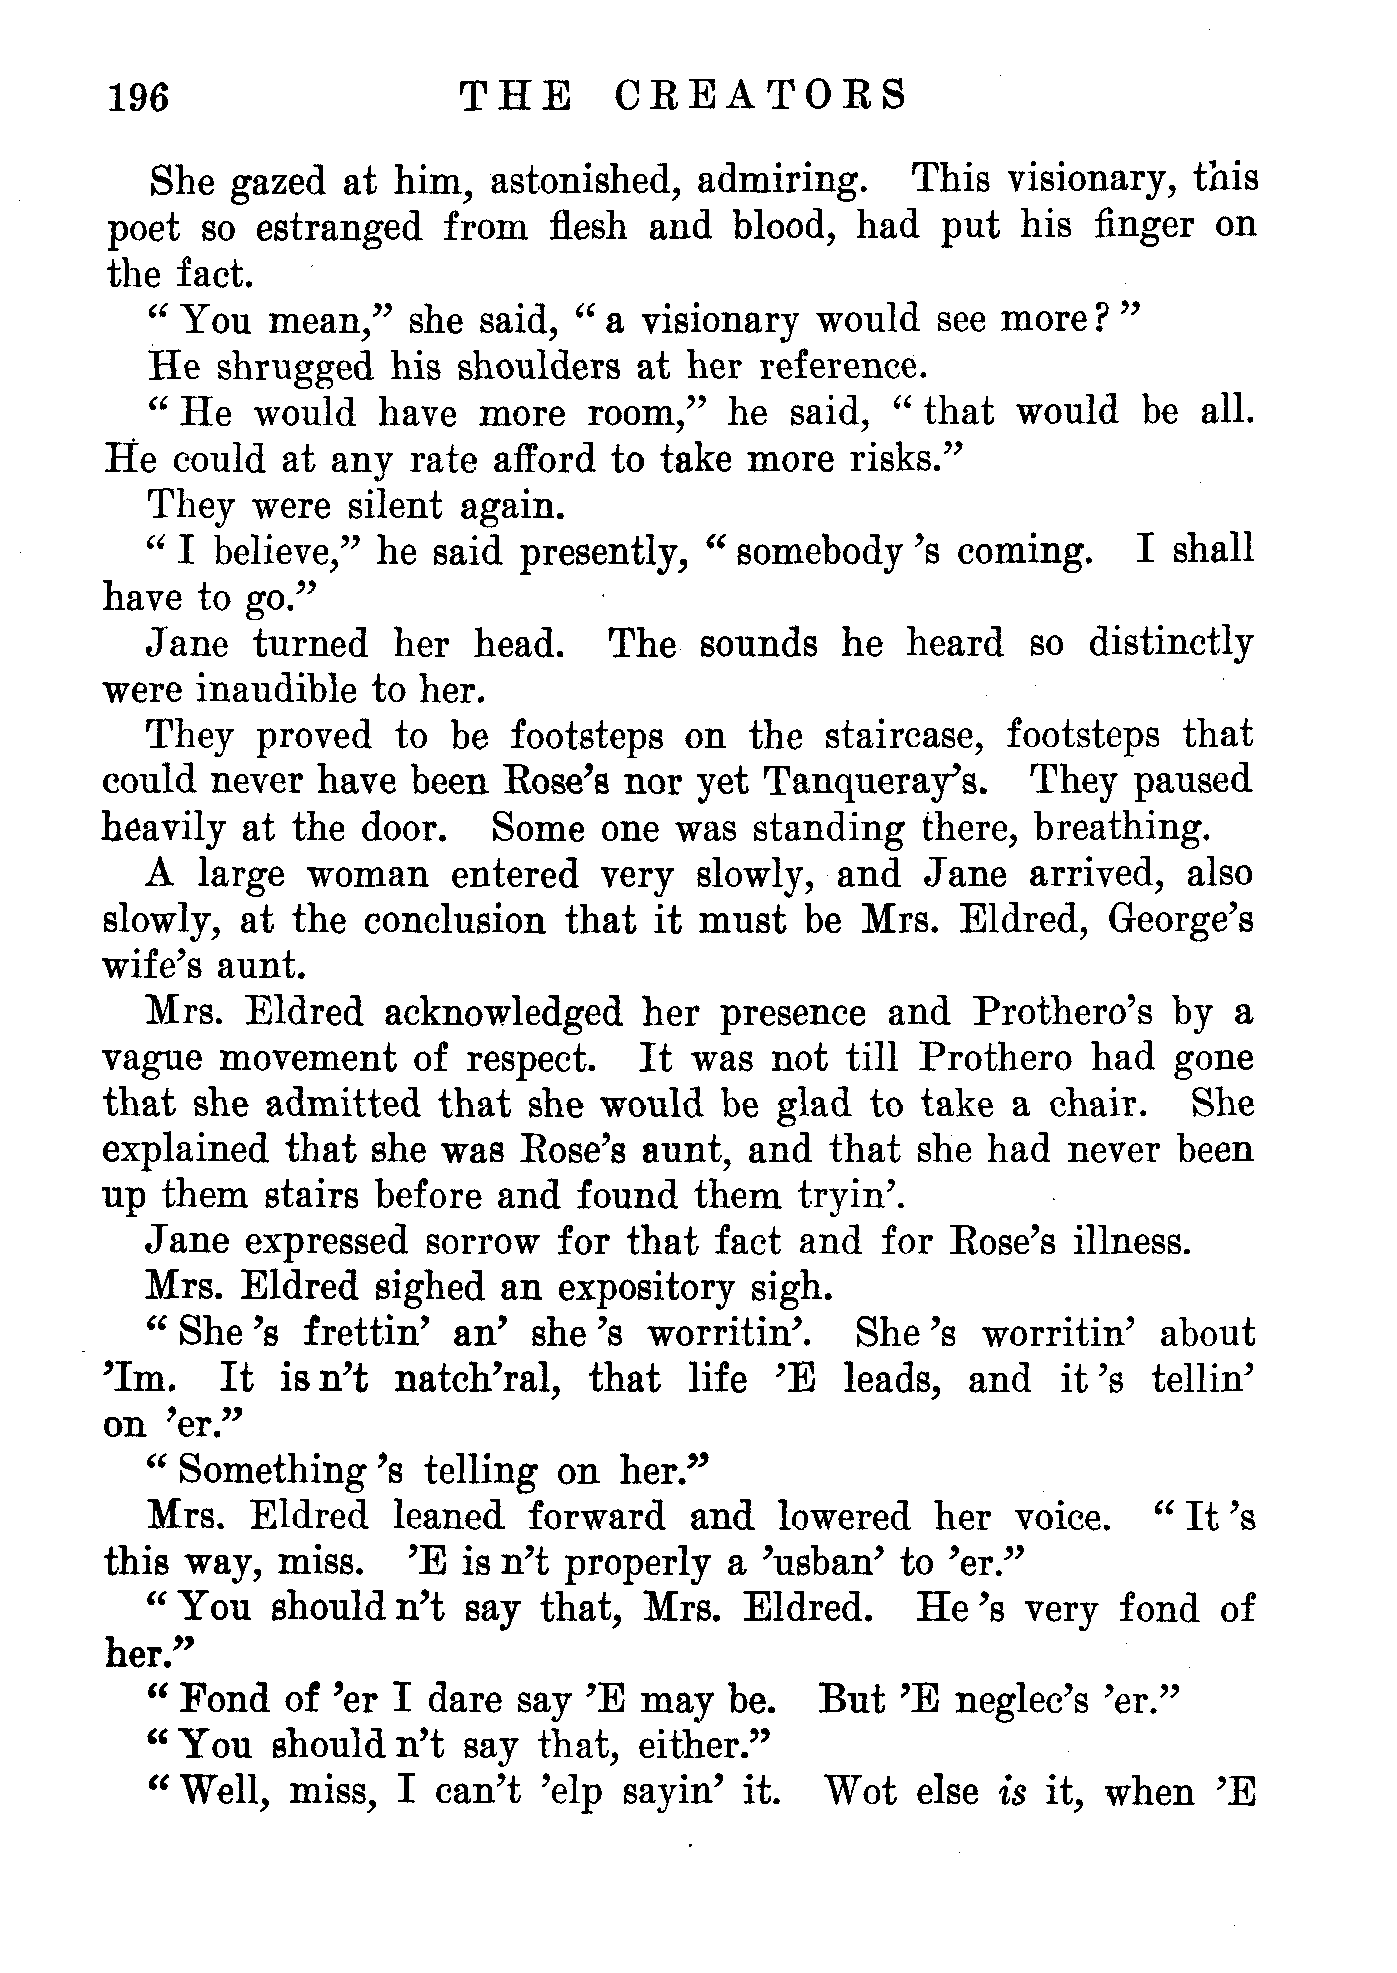 196 THE CREATORS
She gazed at him, astonished, admiring. This visionary, this
poet so estranged from flesh and blood, had put his finger on
the fact.
“ You mean,” she said, “ a visionary would see more? ”
He shrugged his shoulders at her reference.
“ He would have more room,” he said, “ that would be all.
He could at any rate afford to take more risks.”
They were silent again.
“ I believe,” he said presently, “ somebody ’s coming. I shall
have to go.”
Jane turned her head. The sounds he heard so distinctly
were inaudible to her.
They proved to be footsteps on the staircase, footsteps that
could never have been Rose’s nor yet Tanqueray’s. They paused
heavily at the door. Some one was standing there, breathing.
A large woman entered very slowly, and Jane arrived, also
slowly, at the conclusion that it must be Mrs. Eldred, George’s
wife’s aunt.
Mrs. Eldred acknowledged her presence and Prothero’s by a
vague movement of respect. It was not till Prothero had gone
that she admitted that she would be glad to take a chair. She
explained that she was Rose’s aunt, and that she had never been
up them stairs before and found them tryin’.
Jane expressed sorrow for that fact and for Rose’s illness.
Mrs. Eldred sighed an expository sigh.
“ She ’s frettin’ an’ she ’s worritin’. She ’s worritin’ about
’Im. It is n’t natch’ral, that life ’E leads, and it ’s tellin’
on ’er.”
“ Something ’s telling on her.”
Mrs. Eldred leaned forward and lowered her voice. “ It ’s
this way, miss. ’E is n’t properly a ’usban’ to ’er.”
“ You should n’t say that, Mrs. Eldred. He ’s very fond of
her.”
“ Fond of ’er I dare say ’E may be. But ’E neglec’s ’er.”
“ You should n’t say that, either.”
“ Well, miss, I can’t ’elp sayin’ it. Wot else is it, when ’E